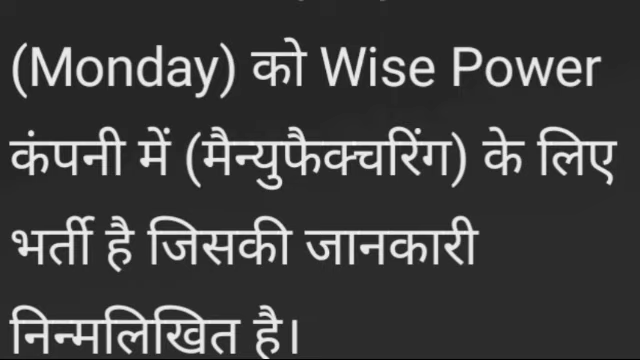 (Monday) को Wise Power
कंपनी में (मैन्युफैक्चरिंग) के लिए
भर्ती है जिसकी जानकारी
निन्मलिखित है।